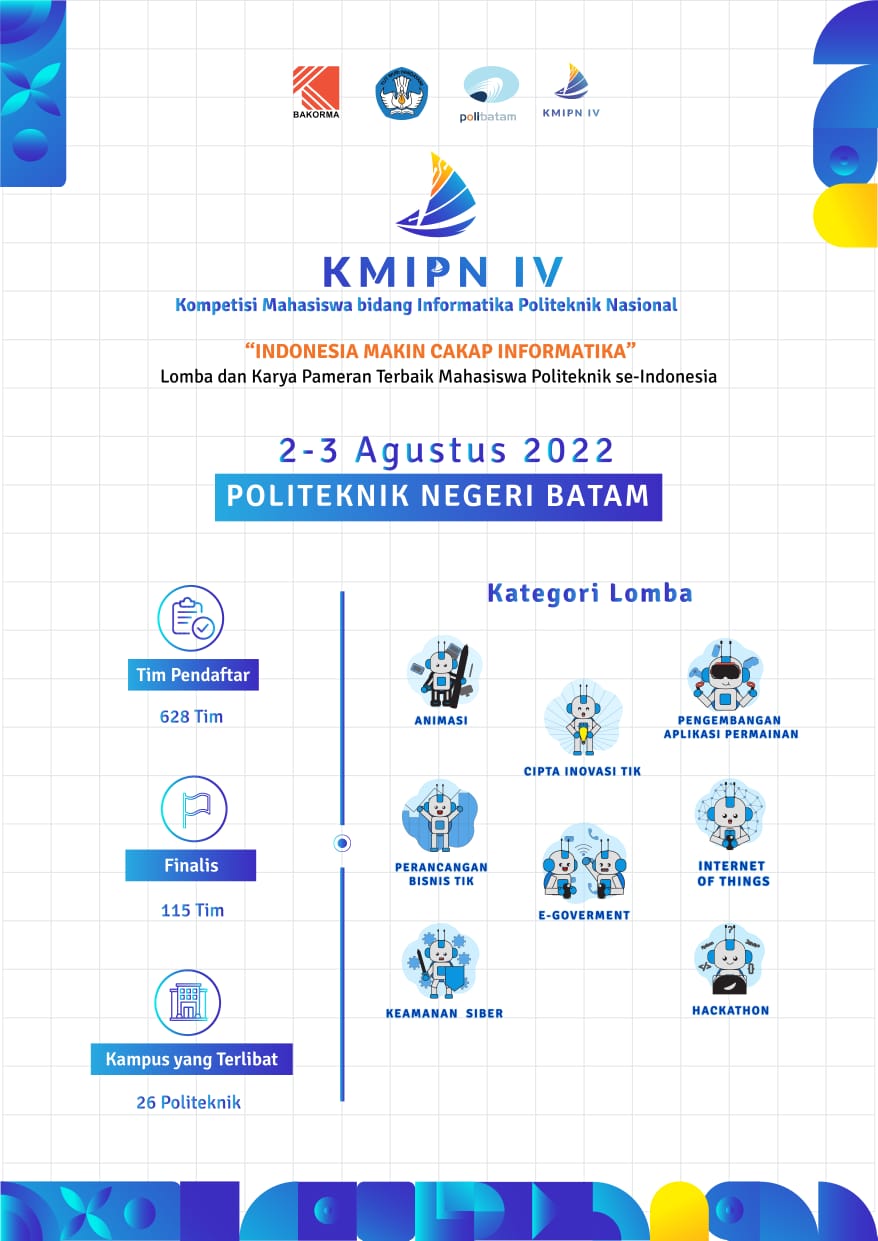 BAKORMA
TUT WURI HANDAYANI
polibatam
KMIPN IV
KMIPN IV
Kompetisi Mahasiswa bidang Informatika Politeknik Nasional
“INDONESIA MAKIN CAKAP INFORMATIKA”
Lomba dan Karya Pameran Terbaik Mahasiswa Politeknik se-Indonesia
2-3 Agustus 2022
POLITEKNIK NEGERI BATAM
Tim Pendaftar
628 Tim
Finalis
115 Tim
Kampus yang Terlibat
26 Politeknik
Kategori Lomba
ANIMASI
CIPTA INOVASI TIK
PENGEMBANGAN
APLIKASI PERMAINAN
PERANCANGAN
BISNIS TIK
E-GOVERMENT
INTERNET
OF THINGS
KEAMANAN SIBER
HACKATHON